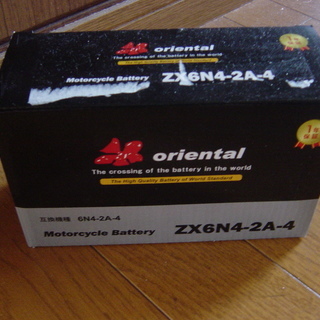 oriental
The crossing of the battery in the world
Motorcycle Battery ZX6N4-2A-4
oriental
The crossing of the battery in the world
The High Quality Battery of World Standard
互換機種 6N4-2A-4
Motorcycle Battery ZX6N4-2A-4